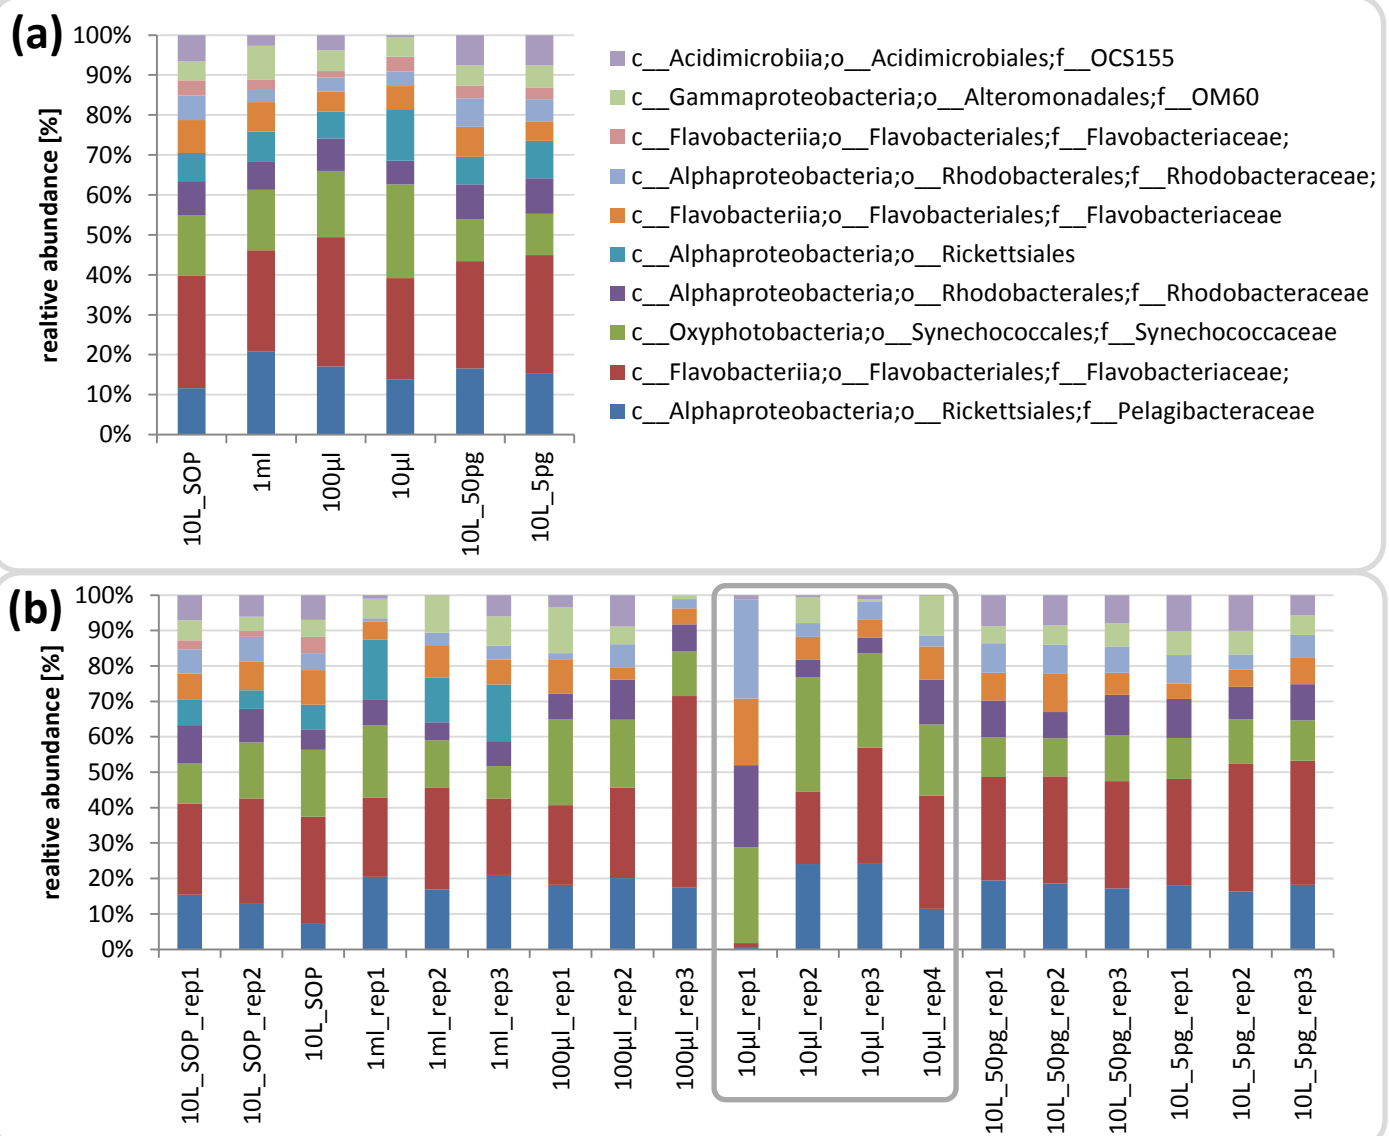 (a)
realtive abundance [%]
100%
90%
80%
70%
60%
50%
40%
30%
20%
10%
0%
10L_SOP
1ml
100µl
10µl
10L_50pg
10L_5pg
c__Acidimicrobiia;o__Acidimicrobiales;f__OCS155
c__Gammaproteobacteria;o__Alteromonadales;f__OM60
c__Flavobacteriia;o__Flavobacteriales;f__Flavobacteriaceae;
c__Alphaproteobacteria;o__Rhodobacterales;f__Rhodobacteraceae;
c__Flavobacteriia;o__Flavobacteriales;f__Flavobacteriaceae
c__Alphaproteobacteria;o__Rickettsiales
c__Alphaproteobacteria;o__Rhodobacterales;f__Rhodobacteraceae
c__Oxyphotobacteria;o__Synechococcales;f__Synechococcaceae
c__Flavobacteriia;o__Flavobacteriales;f__Flavobacteriaceae;
c__Alphaproteobacteria;o__Rickettsiales;f__Pelagibacteraceae
(b)
realtive abundance [%]
100%
90%
80%
70%
60%
50%
40%
30%
20%
10%
0%
10L_SOP_rep1
10L_SOP_rep2
10L_SOP
1ml_rep1
1ml_rep2
1ml_rep3
100µl_rep1
100µl_rep2
100µl_rep3
10µl_rep1
10µl_rep2
10µl_rep3
10µl_rep4
10L_50pg_rep1
10L_50pg_rep2
10L_50pg_rep3
10L_5pg_rep1
10L_5pg_rep2
10L_5pg_rep3